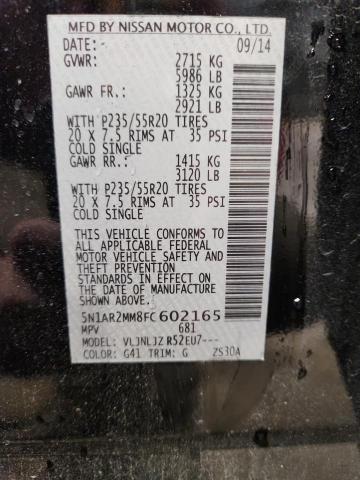 MFD BY NISSAN MOTOR CO., LTD.
DATE: 09/14
GVWR: 2715 KG
5986 LB
GAWR FR.: 1325 KG
2921 LB
WITH P235/55R20 TIRES
20 X 7.5 RIMS AT 35 PSI
COLD SINGLE
GAWR RR.: 1415 KG
3120 LB
WITH P235/55R20 TIRES
20 X 7.5 RIMS AT 35 PSI
COLD SINGLE
THIS VEHICLE CONFORMS TO
ALL APPLICABLE FEDERAL
MOTOR VEHICLE SAFETY AND
THEFT PREVENTION
STANDARDS IN EFFECT ON
THE DATE OF MANUFACTURE
SHOWN ABOVE.
5N1AR2MM8FC602165
MPV 681
MODEL: VLJNLJZ R52EU7---
COLOR: G41 TRIM: G ZS30A